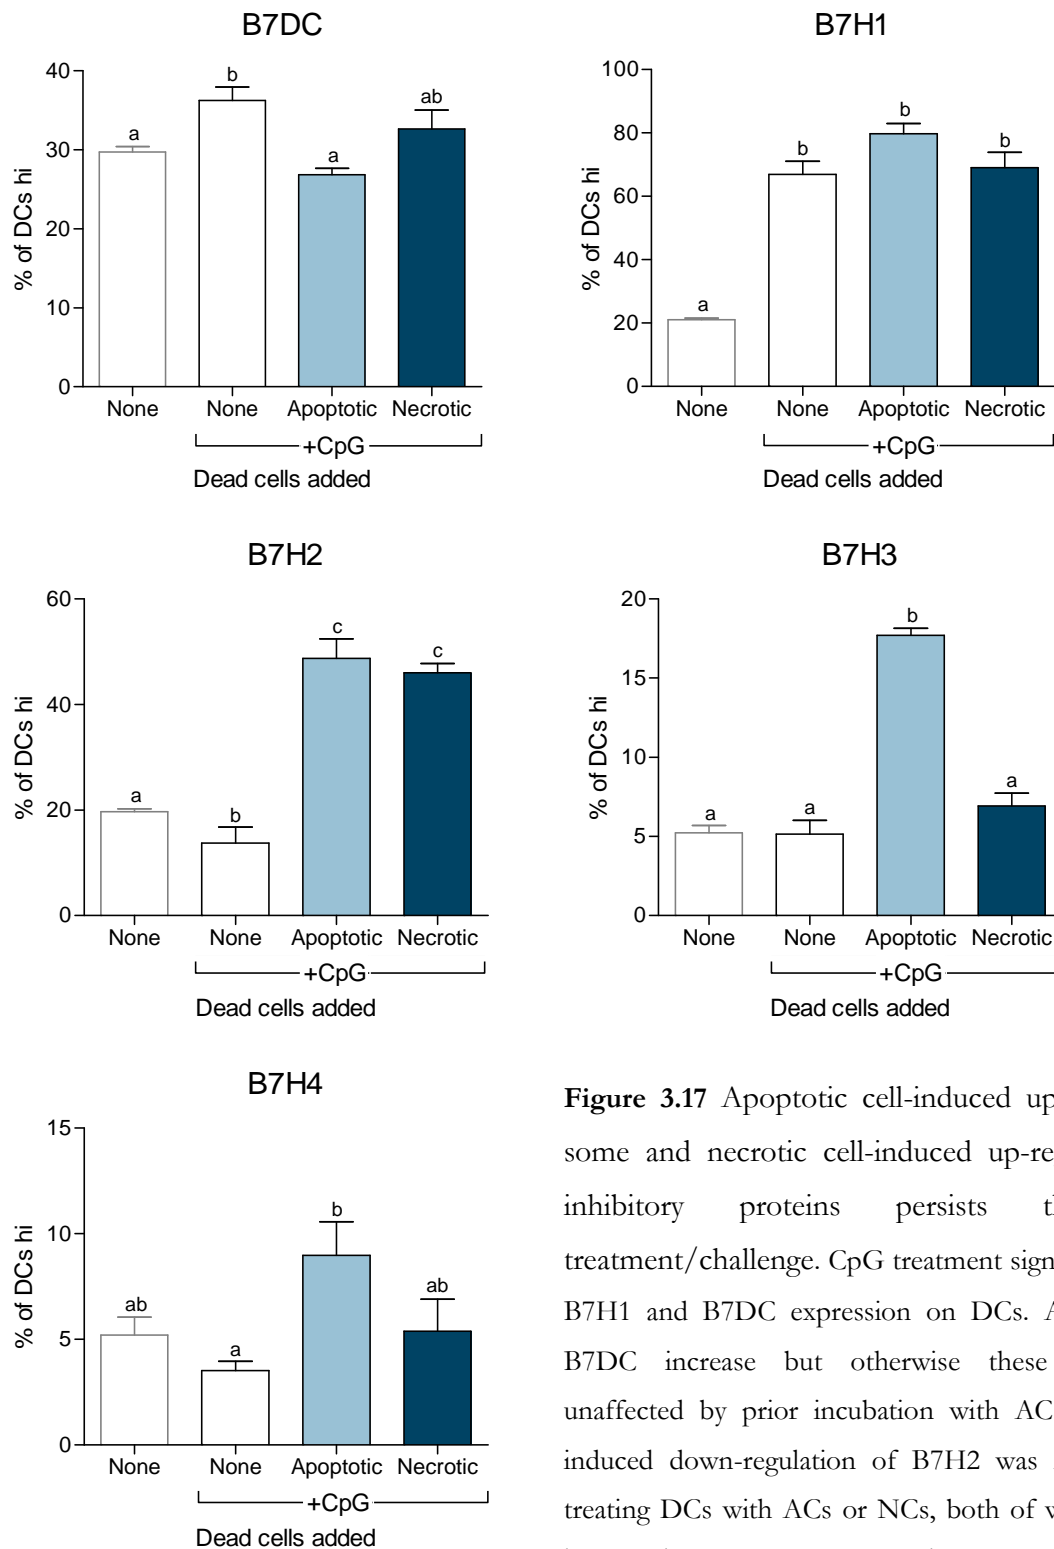 B7DC
40
30
20
10
0
% of DCs hi
a
b
a
ab
None None Apoptotic Necrotic
+CpG
Dead cells added
B7H1
100
80
60
40
20
0
% of DCs hi
a
b
b
b
None None Apoptotic Necrotic
+CpG
Dead cells added
B7H2
60
40
20
0
% of DCs hi
a
b
c
c
None None Apoptotic Necrotic
+CpG
Dead cells added
B7H3
20
15
10
5
0
% of DCs hi
a
a
b
a
None None Apoptotic Necrotic
+CpG
Dead cells added
B7H4
15
10
5
0
% of DCs hi
ab
a
b
ab
None None Apoptotic Necrotic
+CpG
Dead cells added
Figure 3.17 Apoptotic cell-induced up
some and necrotic cell-induced up-re
inhibitory proteins persists
treatment/challenge. CpG treatment sign
B7H1 and B7DC expression on DCs. A
B7DC increase but otherwise these
unaffected by prior incubation with AC
induced down-regulation of B7H2 was
treating DCs with ACs or NCs, both of